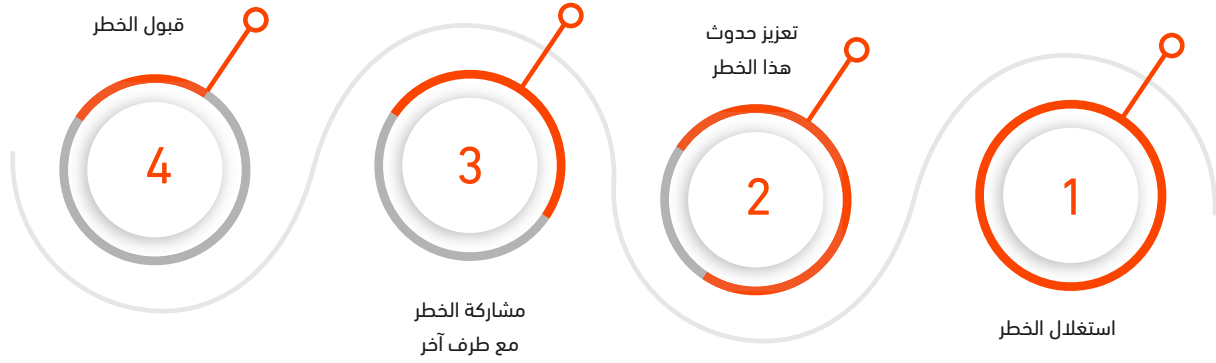 1
استغلال الخطر
2
تعزيز حدوث
هذا الخطر
3
مشاركة الخطر
مع طرف آخر
4
قبول الخطر